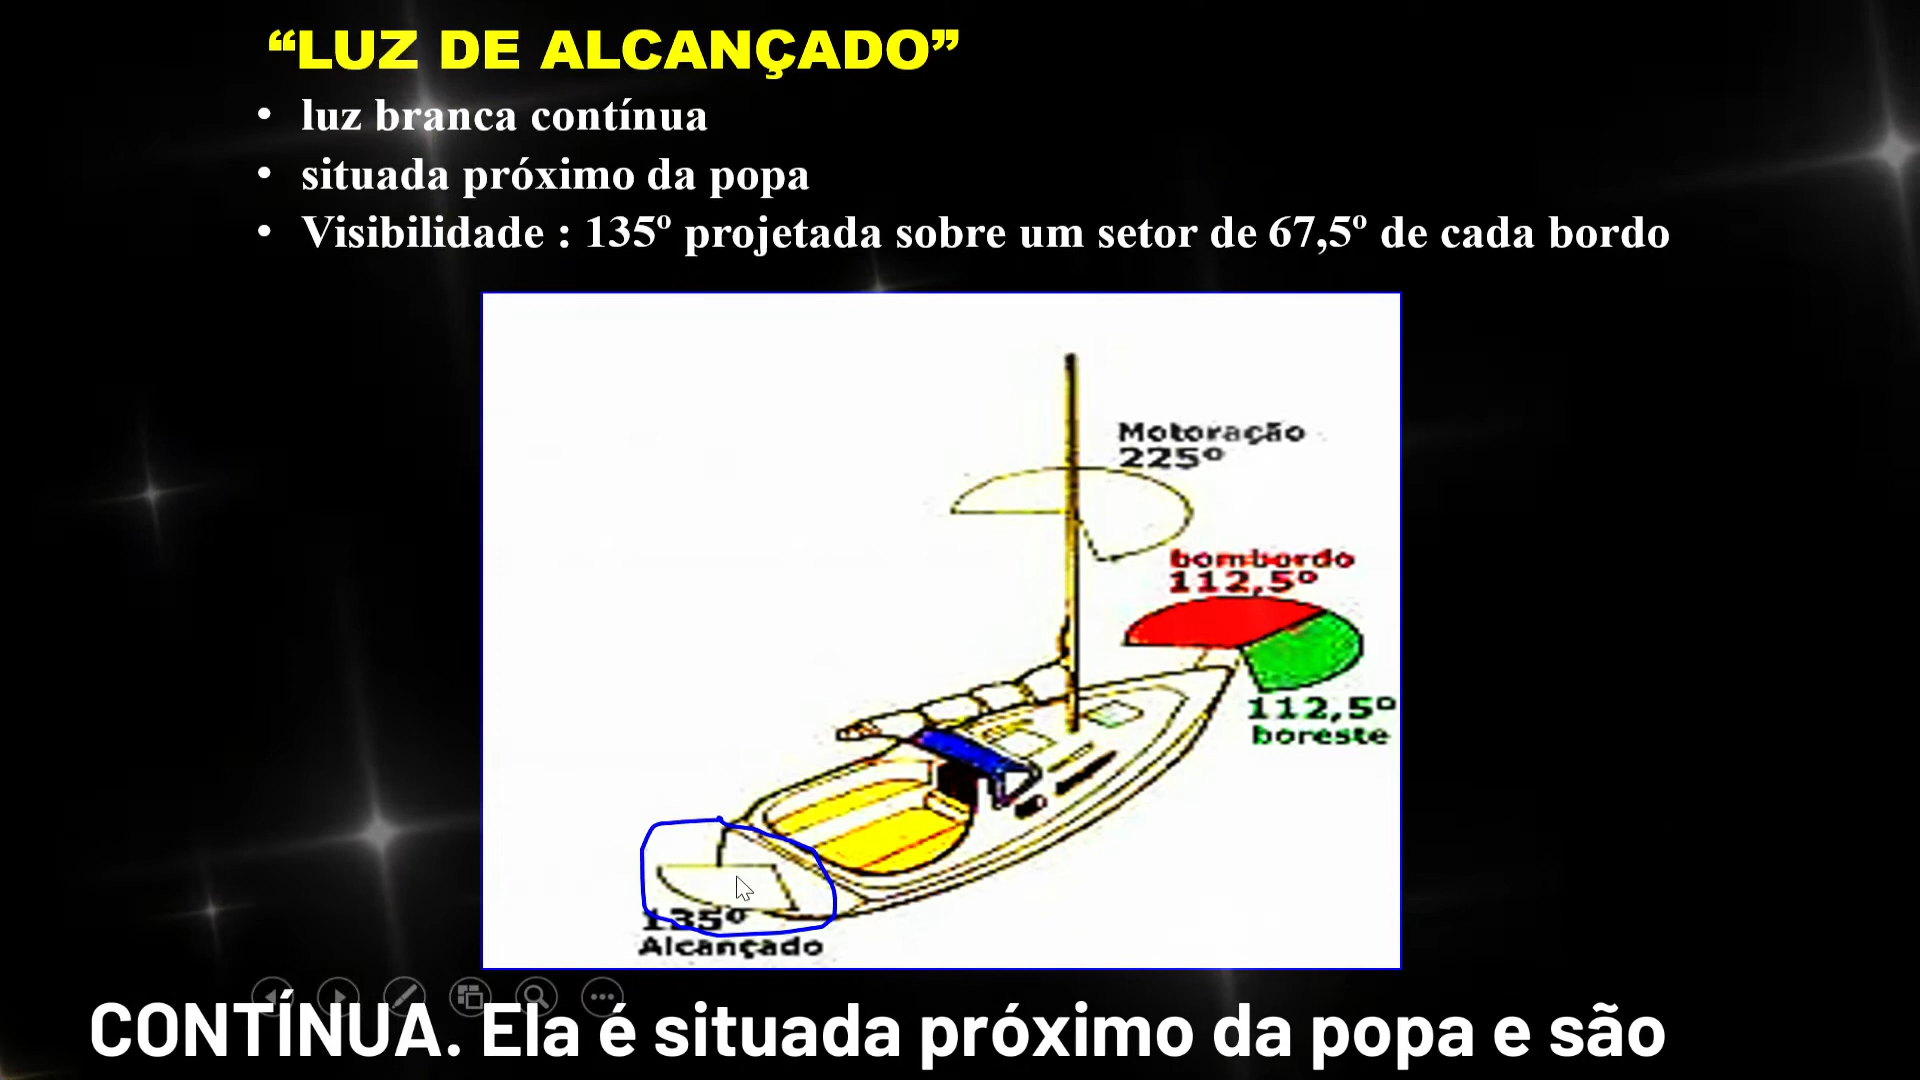 “LUZ DE ALCANÇADO”
• luz branca contínua
• situada próximo da popa
• Visibilidade : 135º projetada sobre um setor de 67,5º de cada bordo
Motoração
225º
bombordo
112,5º
112,5º
boreste
135º
Alcançado
CONTÍNUA. Ela é situada próximo da popa e são